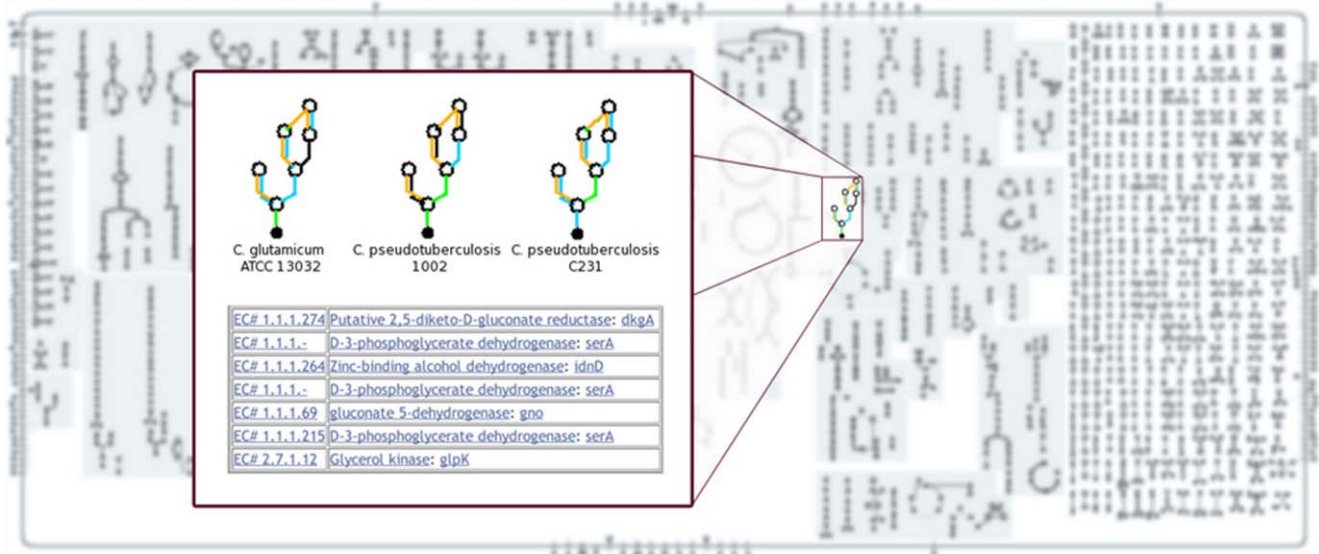 C. glutamicum
ATCC 13032
C. pseudotuberculosis
1002
C. pseudotuberculosis
C231
EC# 1.1.1.274 Putative 2,5-diketo-D-gluconate reductase: dkgA
EC# 1.1.1.- D-3-phosphoglycerate dehydrogenase: serA
EC# 1.1.1.264 Zinc-binding alcohol dehydrogenase: idnD
EC# 1.1.1.- D-3-phosphoglycerate dehydrogenase: serA
EC# 1.1.1.69 gluconate 5-dehydrogenase: gno
EC# 1.1.1.215 D-3-phosphoglycerate dehydrogenase: serA
EC# 2.7.1.12 Glycerol kinase: glpK